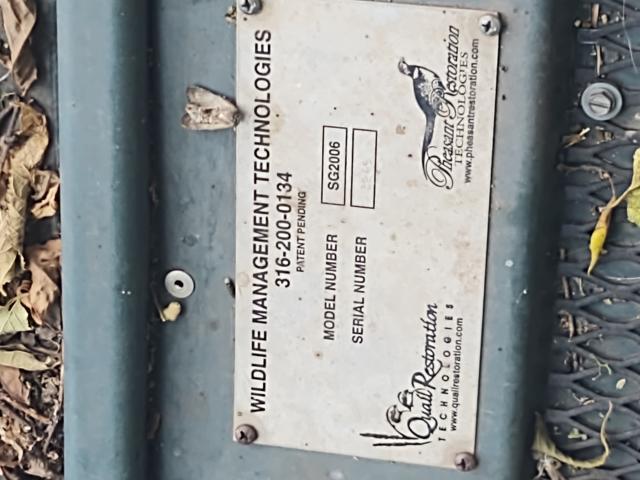 WILDLIFE MANAGEMENT TECHNOLOGIES
316-200-0134
PATENT PENDING
MODEL NUMBER SG2006
SERIAL NUMBER
Quail Restoration
TECHNOLOGIES
www.quailrestoration.com
Pheasant Restoration
TECHNOLOGIES
www.pheasantrestoration.com